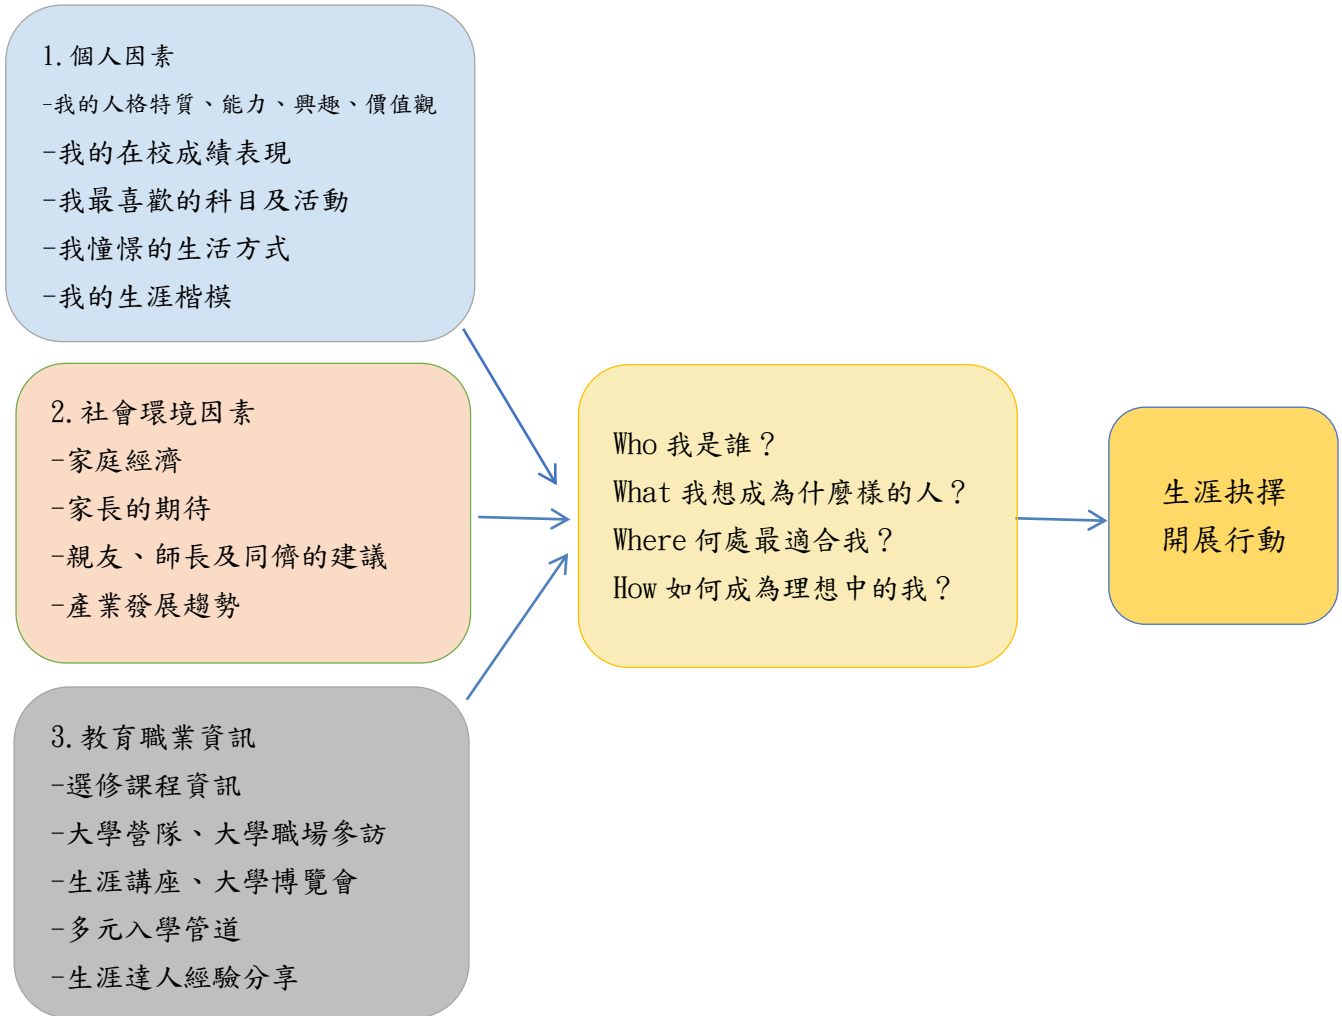 1.個人因素
-我的人格特質、能力、興趣、價值觀
-我的在校成績表現
-我最喜歡的科目及活動
-我憧憬的生活方式
-我的生涯楷模
2.社會環境因素
-家庭經濟
-家長的期待
-親友、師長及同儕的建議
-產業發展趨勢
3.教育職業資訊
-選修課程資訊
-大學營隊、大學職場參訪
-生涯講座、大學博覽會
-多元入學管道
-生涯達人經驗分享
Who 我是誰？
What 我想成為什麼樣的人？
Where 何處最適合我？
How 如何成為理想中的我？
生涯抉擇
開展行動